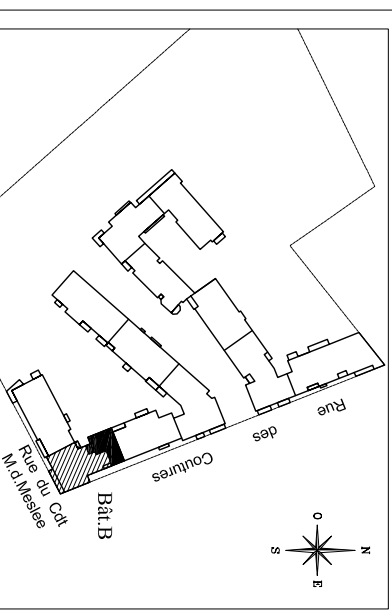 Rue des Coutures
O
N
S
E
Bât.B
Rue du Cdt
M.d.Meslee